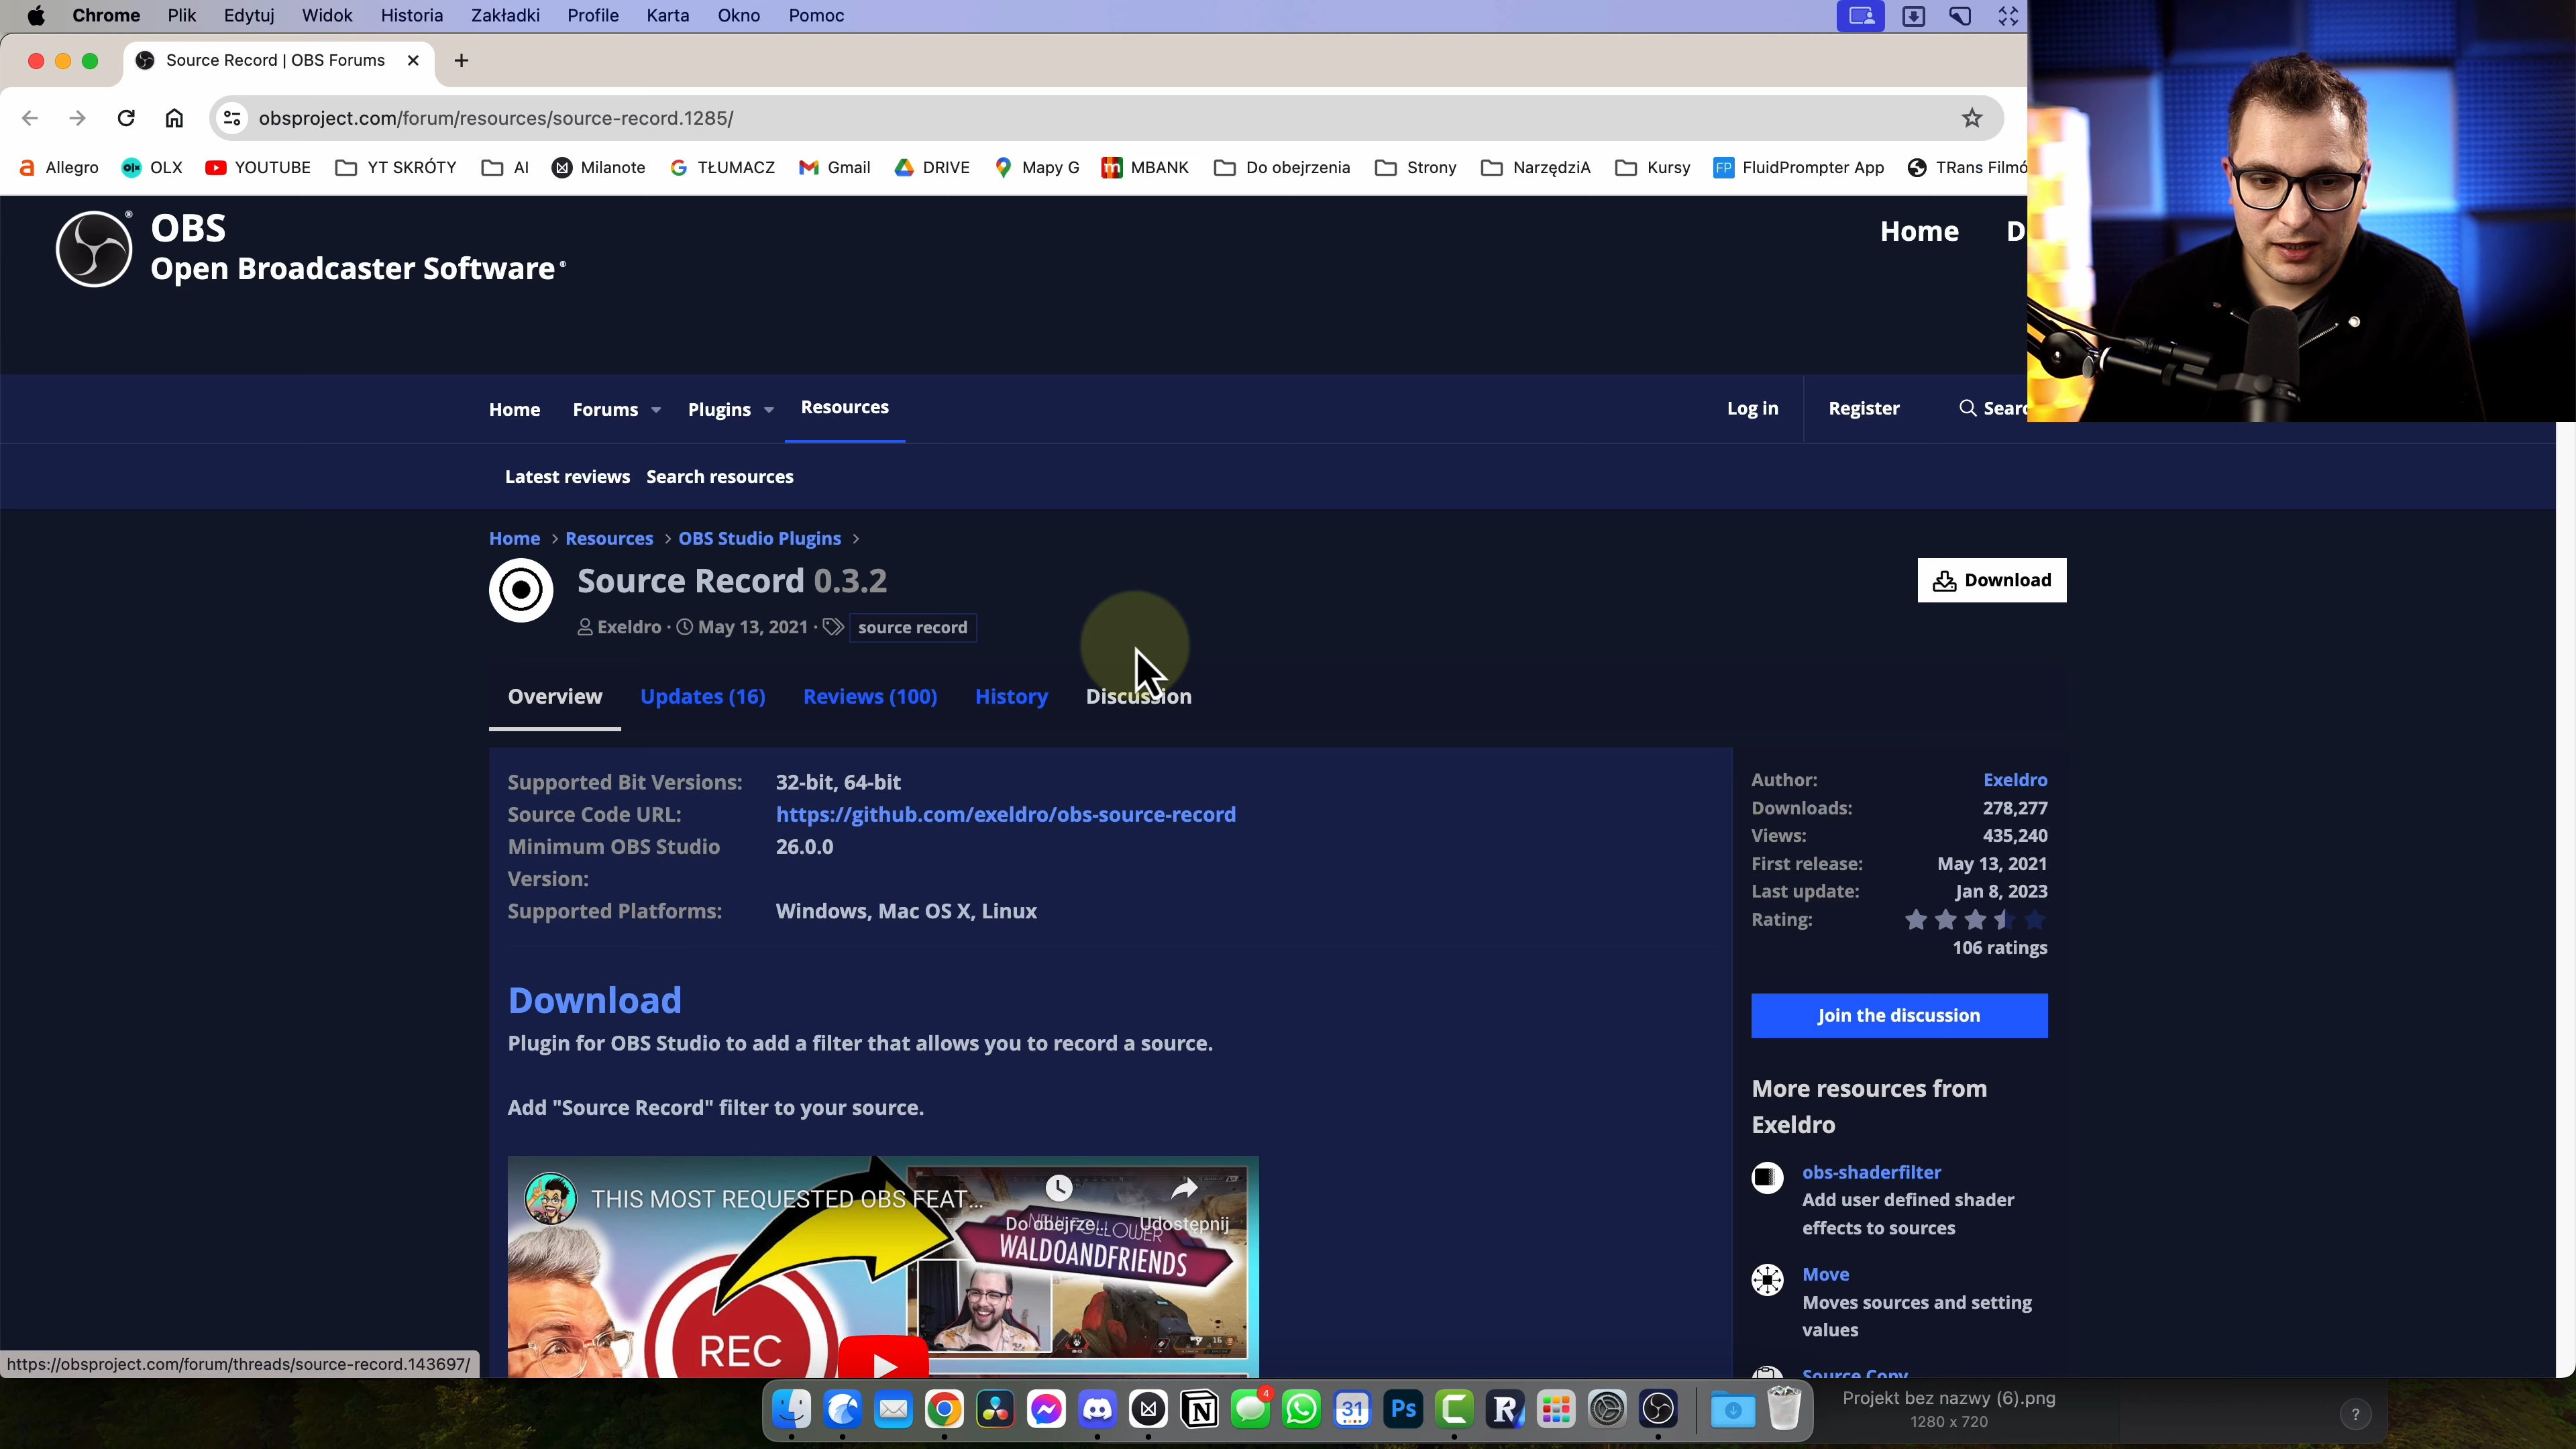 Chrome Plik Edytuj Widok Historia Zakładki Profile Karta Okno Pomoc
Source Record | OBS Forums
obsproject.com/forum/resources/source-record.1285/
Allegro OLX YOUTUBE YT SKRÓTY AI Milanote TŁUMACZ Gmail DRIVE Mapy G MBANK Do obejrzenia Strony NarzędziA Kursy FluidPrompter App TRans Filmó
OBS
Open Broadcaster Software
Home D
Home Forums Plugins Resources Log in Register Searc
Latest reviews Search resources
Home > Resources > OBS Studio Plugins >
Source Record 0.3.2
Download
Exeldro · May 13, 2021 · source record
Overview Updates (16) Reviews (100) History Discussion
Supported Bit Versions: 32-bit, 64-bit
Source Code URL: https://github.com/exeldro/obs-source-record
Minimum OBS Studio Version: 26.0.0
Supported Platforms: Windows, Mac OS X, Linux
Author: Exeldro
Downloads: 278,277
Views: 435,240
First release: May 13, 2021
Last update: Jan 8, 2023
Rating:
106 ratings
Download
Plugin for OBS Studio to add a filter that allows you to record a source.
Add "Source Record" filter to your source.
Join the discussion
More resources from
Exeldro
obs-shaderfilter
Add user defined shader
effects to sources
Move
Moves sources and setting
values
Source Copy
THIS MOST REQUESTED OBS FEAT...
Do obejrze... Udostępnij
WALDOANDFRIENDS
REC
https://obsproject.com/forum/threads/source-record.143697/
4
31
Ps
Projekt bez nazwy (6).png
1280 x 720
?